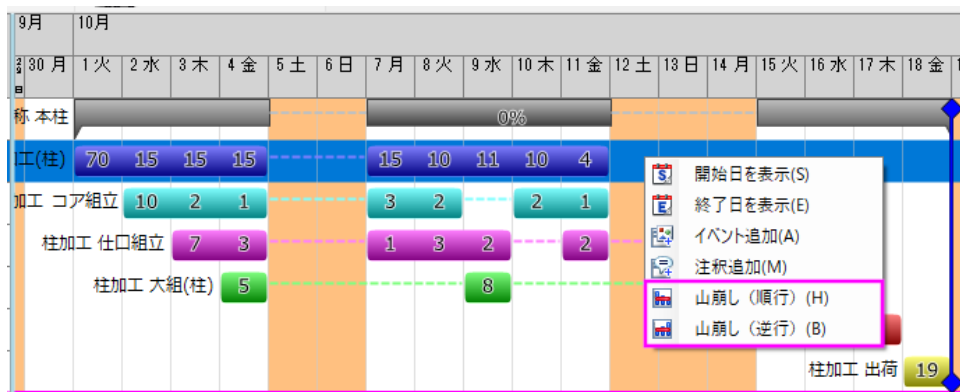 9月 10月
29 日 30 月 1 火 2 水 3 木 4 金 5 土 6 日 7 月 8 火 9 水 10 木 11 金 12 土 13 日 14 月 15 火 16 水 17 木 18 金
称 本柱 0%
工(柱) 70 15 15 15 15 10 11 10 4
加工 コア組立 10 2 1 3 2 2 1
柱加工 仕口組立 7 3 1 3 2 2
柱加工 大組(柱) 5 8
柱加工 出荷 19
開始日を表示(S)
終了日を表示(E)
イベント追加(A)
注釈追加(M)
山崩し（順行）(H)
山崩し（逆行）(B)